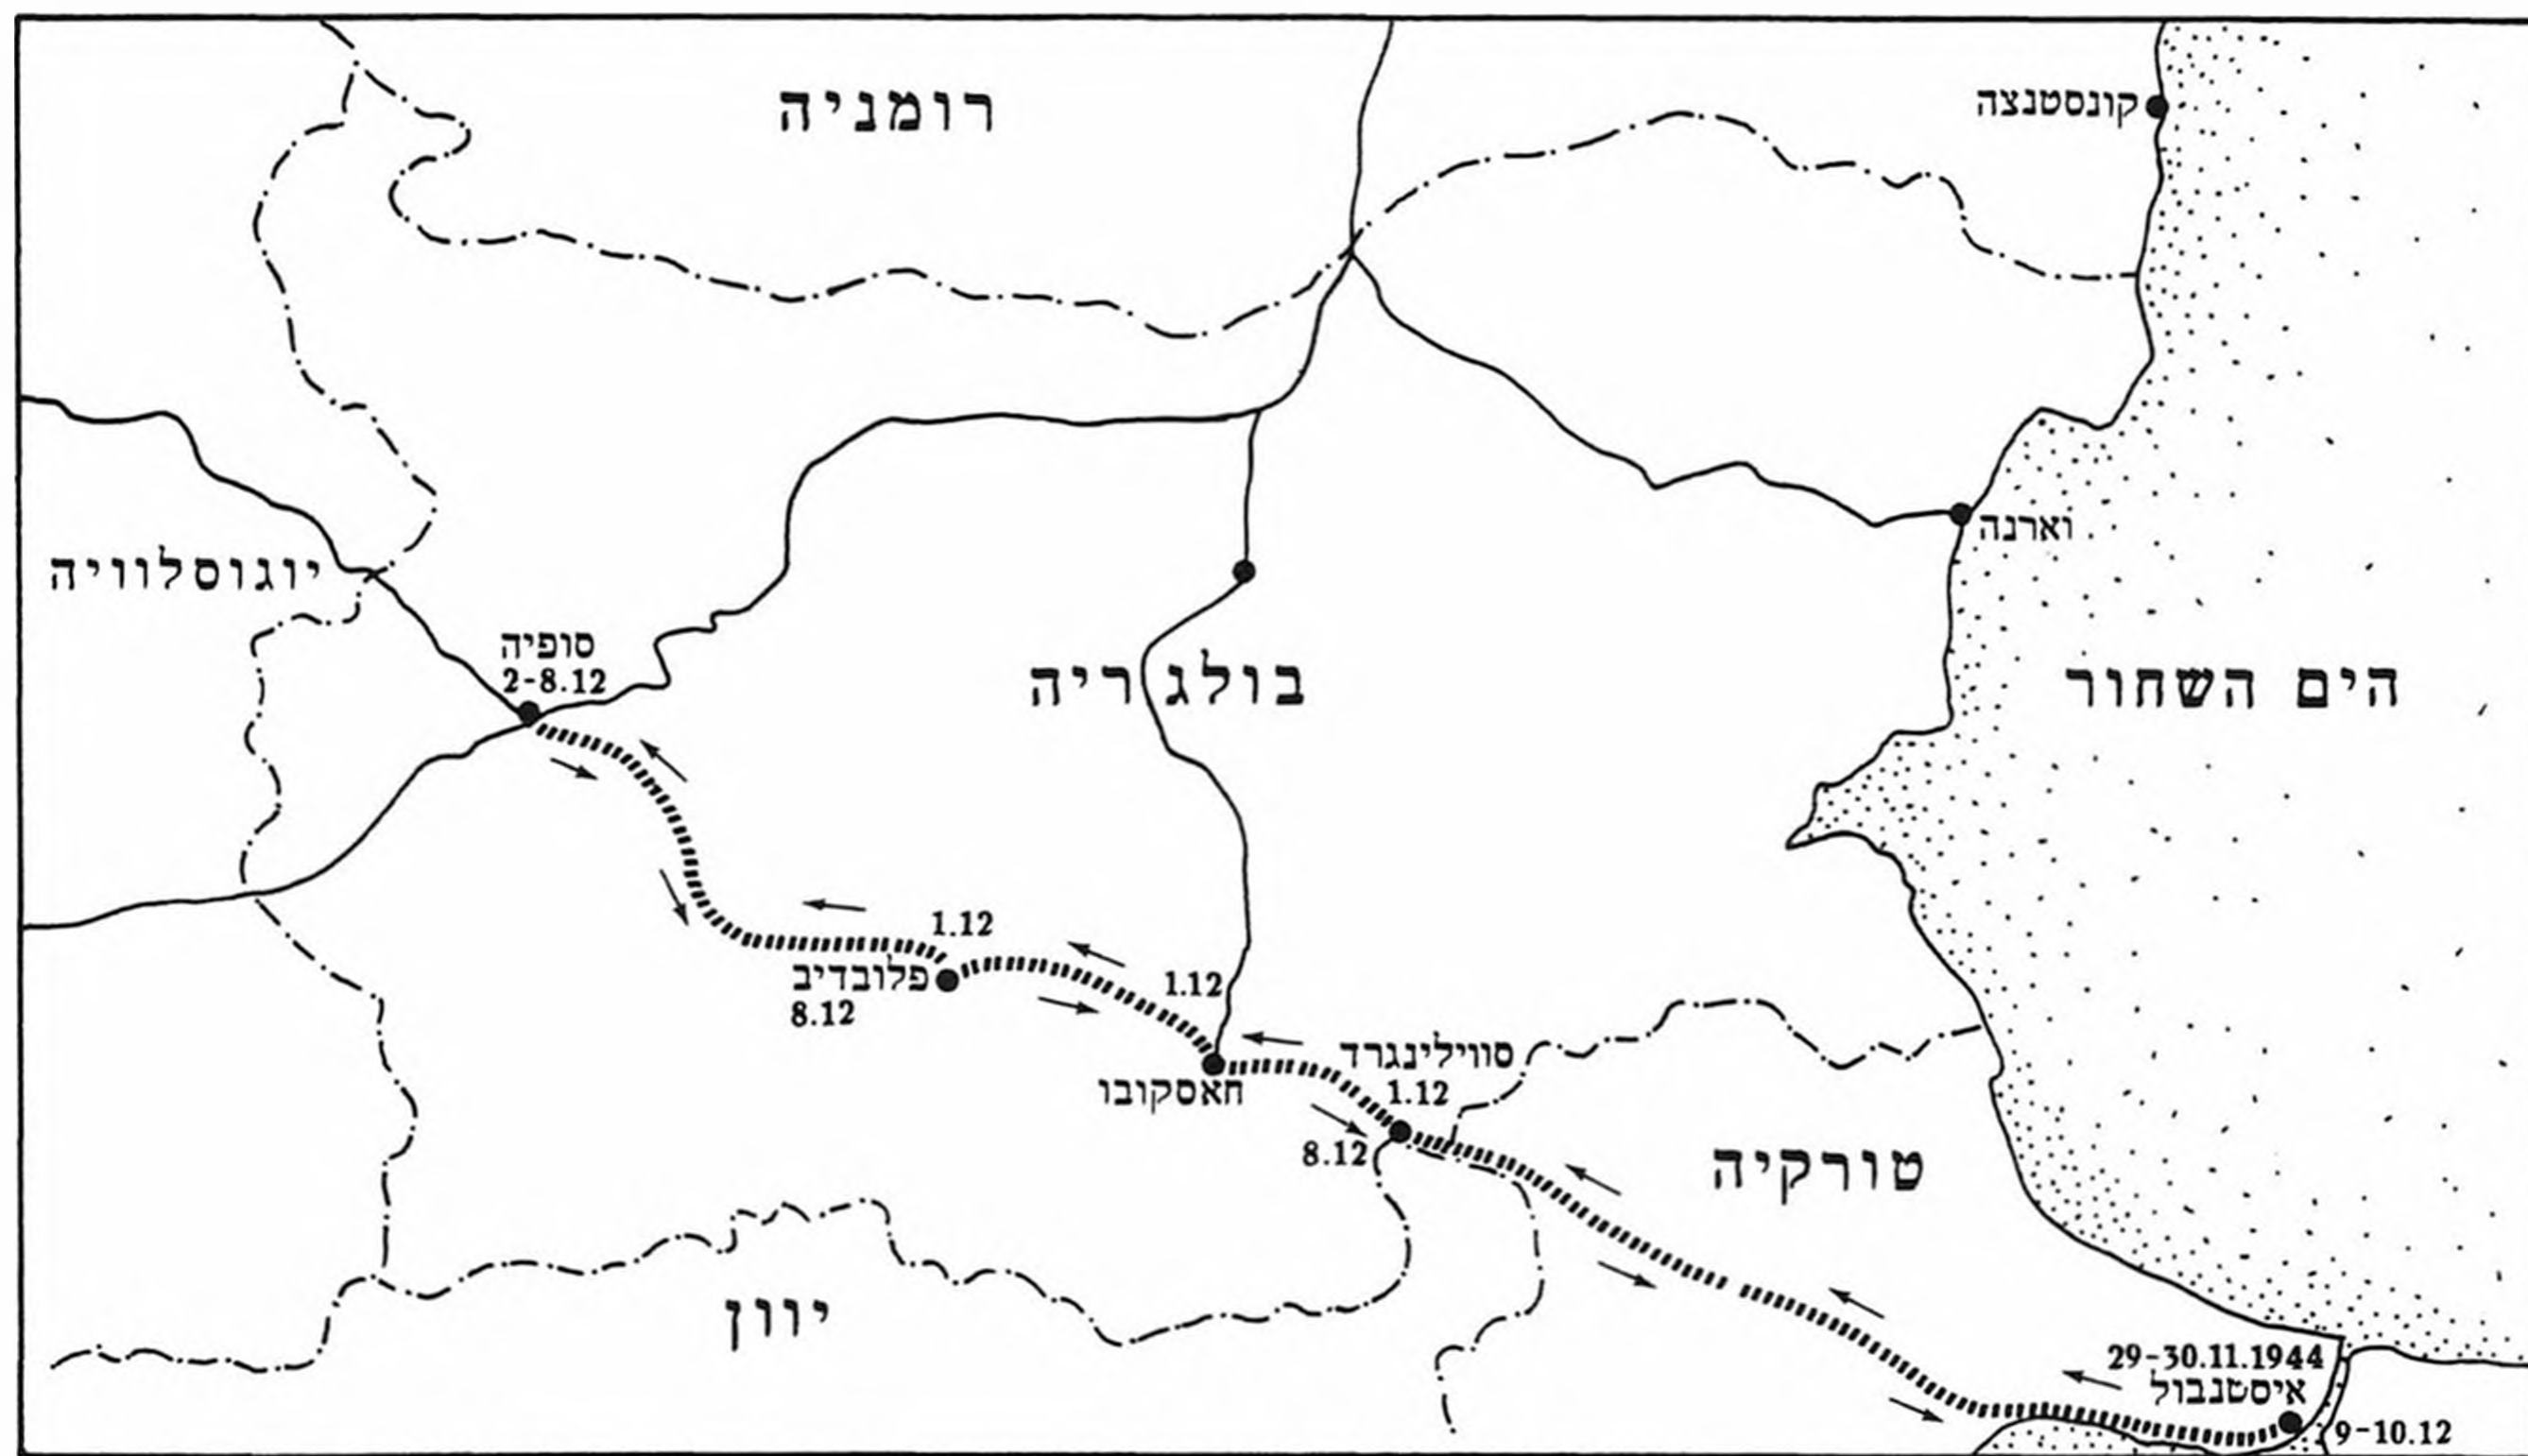 רומניה
קונסטנצה
וארנה
יוגוסלוויה
סופיה
2-8.12
בולגריה
הים השחור
1.12
פלובדיב
8.12
1.12
חאסקובו
סווילינגרד
1.12
8.12
טורקיה
יוון
29-30.11.1944
איסטנבול
9-10.12